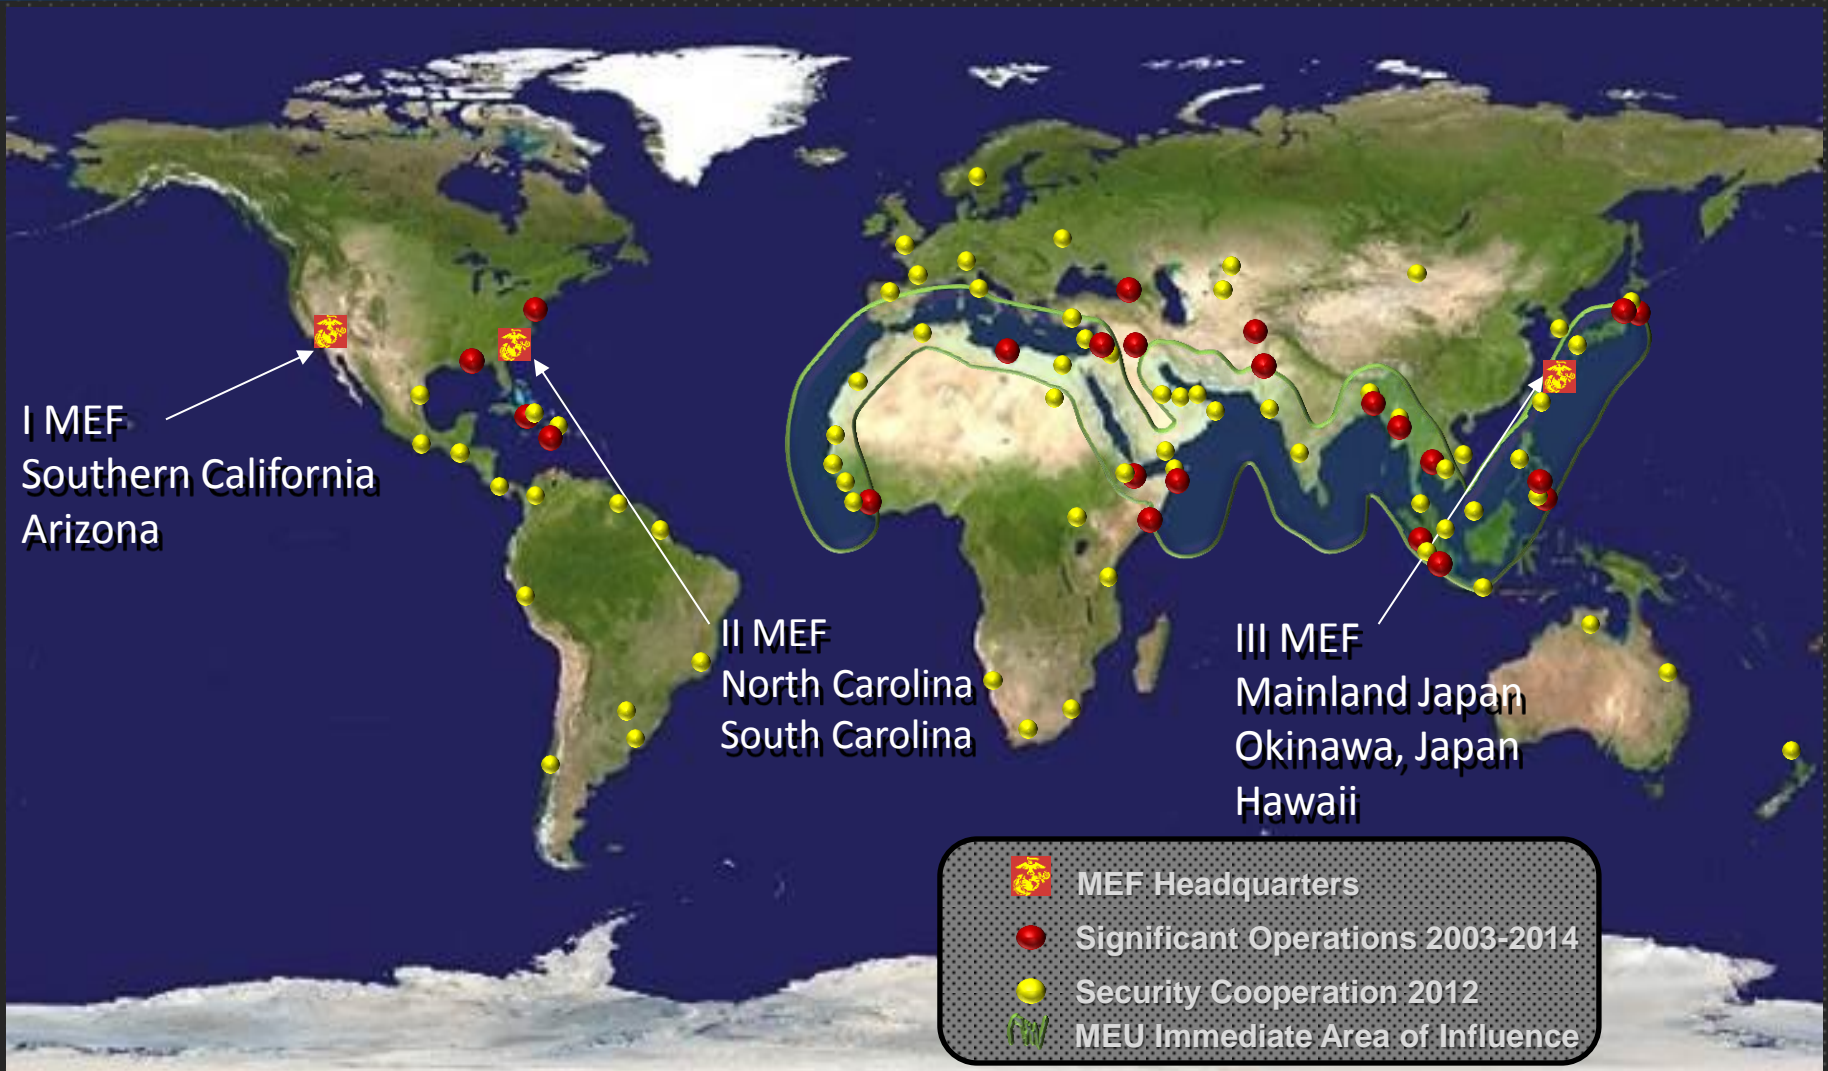 I MEF
Southern California
Arizona
II MEF
North Carolina
South Carolina
III MEF
Mainland Japan
Okinawa, Japan
Hawaii
MEF Headquarters
Significant Operations 2003-2014
Security Cooperation 2012
MEU Immediate Area of Influence